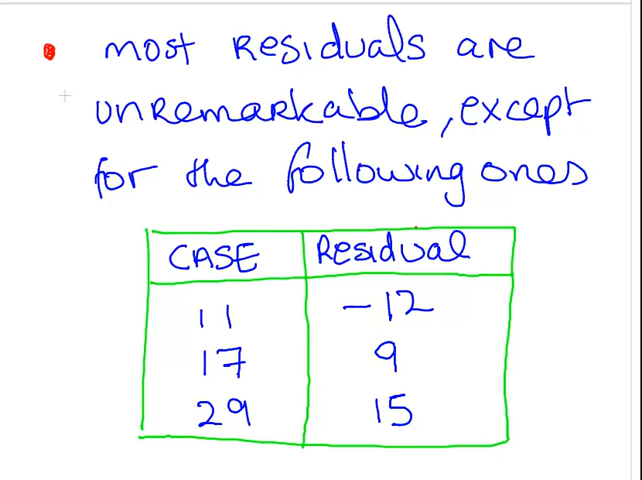 most Residuals are
unRemarkable, except
for the following ones
CASE Residual
11 -12
17 9
29 15